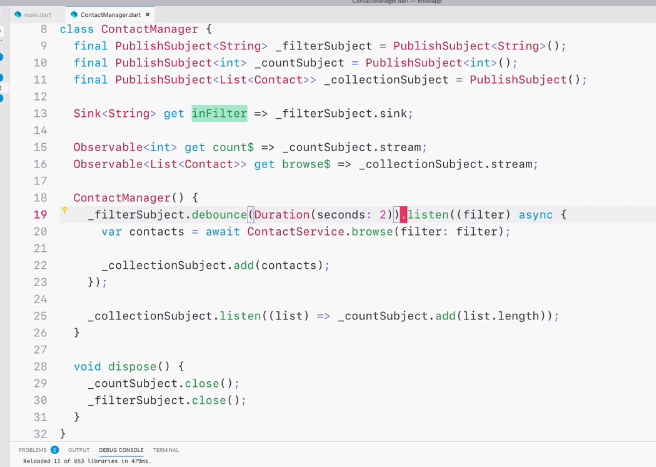 ContactManager.dart — emailapp
main.dart ContactManager.dart ×
8 class ContactManager {
9 final PublishSubject<String> _filterSubject = PublishSubject<String>();
10 final PublishSubject<int> _countSubject = PublishSubject<int>();
11 final PublishSubject<List<Contact>> _collectionSubject = PublishSubject();
12
13 Sink<String> get inFilter => _filterSubject.sink;
14
15 Observable<int> get count$ => _countSubject.stream;
16 Observable<List<Contact>> get browse$ => _collectionSubject.stream;
17
18 ContactManager() {
19 _filterSubject.debounce(Duration(seconds: 2)).listen((filter) async {
20 var contacts = await ContactService.browse(filter: filter);
21
22 _collectionSubject.add(contacts);
23 });
24
25 _collectionSubject.listen((list) => _countSubject.add(list.length));
26 }
27
28 void dispose() {
29 _countSubject.close();
30 _filterSubject.close();
31 }
32 }
PROBLEMS 2 OUTPUT DEBUG CONSOLE TERMINAL
Reloaded 11 of 653 libraries in 479ms.